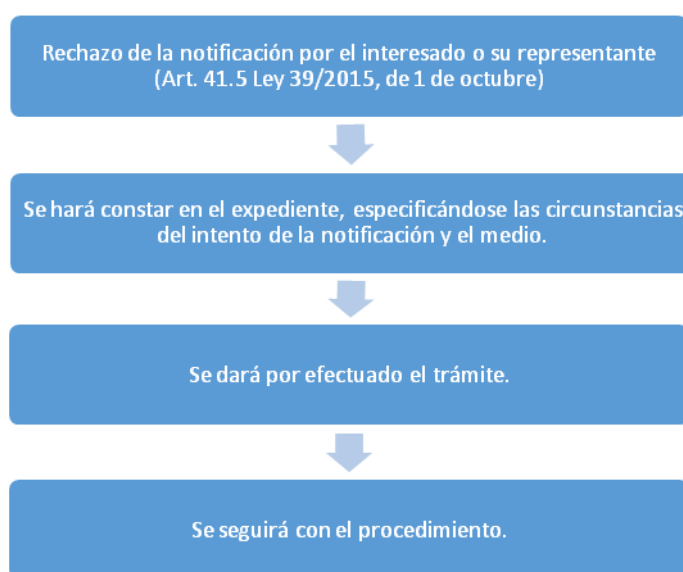 Rechazo de la notificación por el interesado o su representante
(Art. 41.5 Ley 39/2015, de 1 de octubre)
Se hará constar en el expediente, especificándose las circunstancias
del intento de la notificación y el medio.
Se dará por efectuado el trámite.
Se seguirá con el procedimiento.